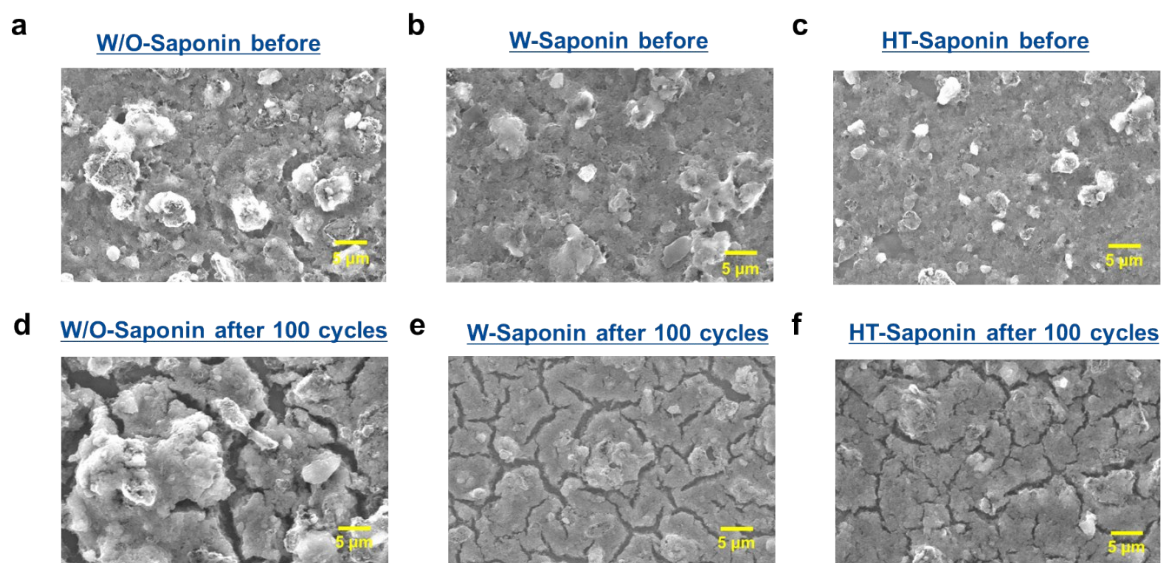 a
W/O-Saponin before
5 µm
b
W-Saponin before
5 µm
c
HT-Saponin before
5 µm
d
W/O-Saponin after 100 cycles
5 µm
e
W-Saponin after 100 cycles
5 µm
f
HT-Saponin after 100 cycles
5 µm